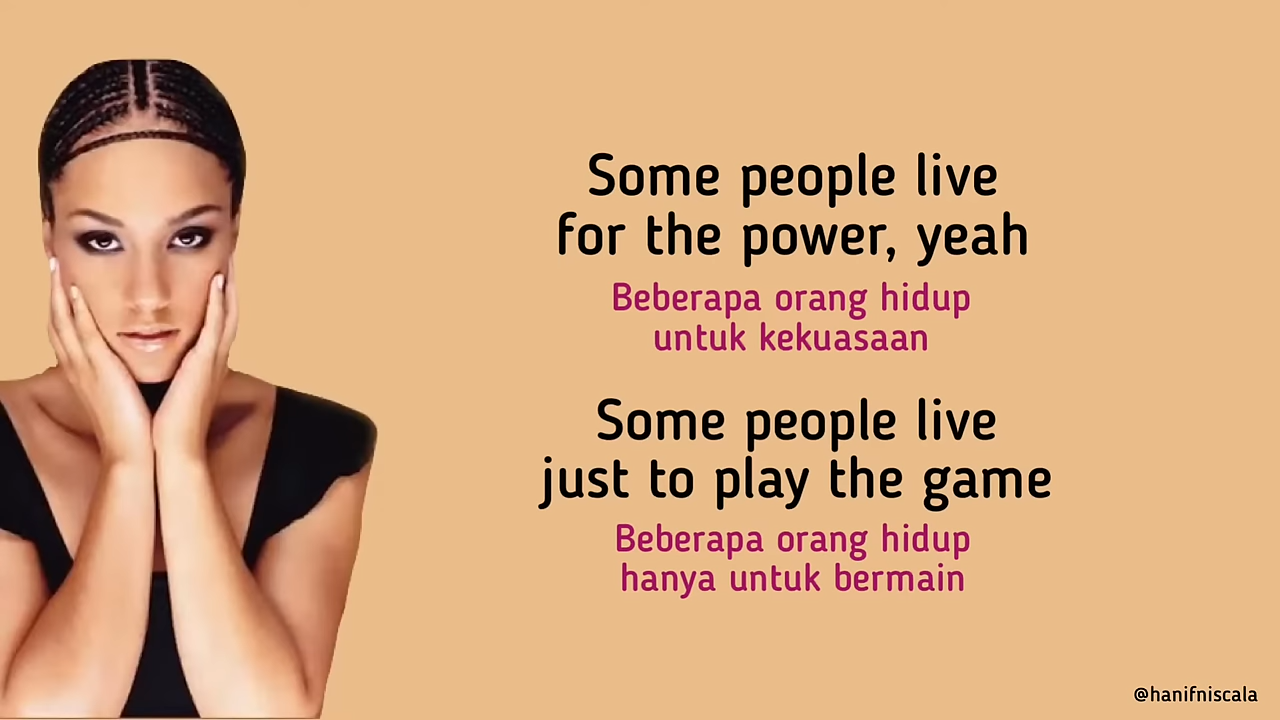 Some people live
for the power, yeah
Beberapa orang hidup
untuk kekuasaan
Some people live
just to play the game
Beberapa orang hidup
hanya untuk bermain
@hanifniscala